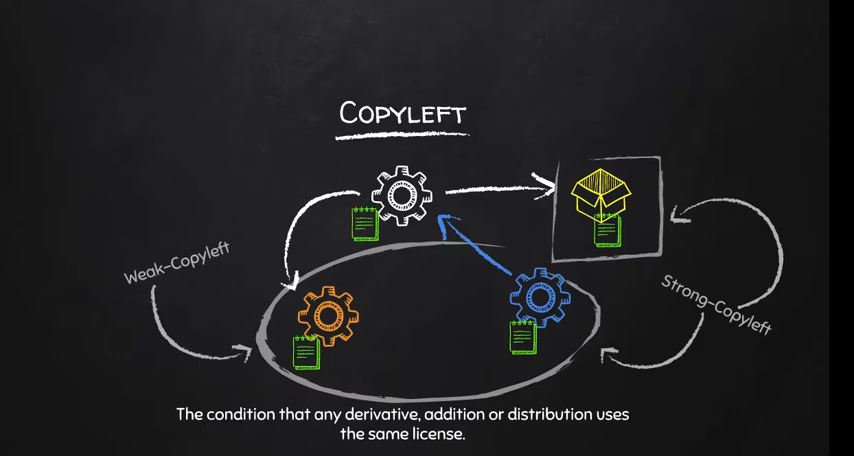 COPYLEFT
Weak-Copyleft
Strong-Copyleft
The condition that any derivative, addition or distribution uses
the same license.